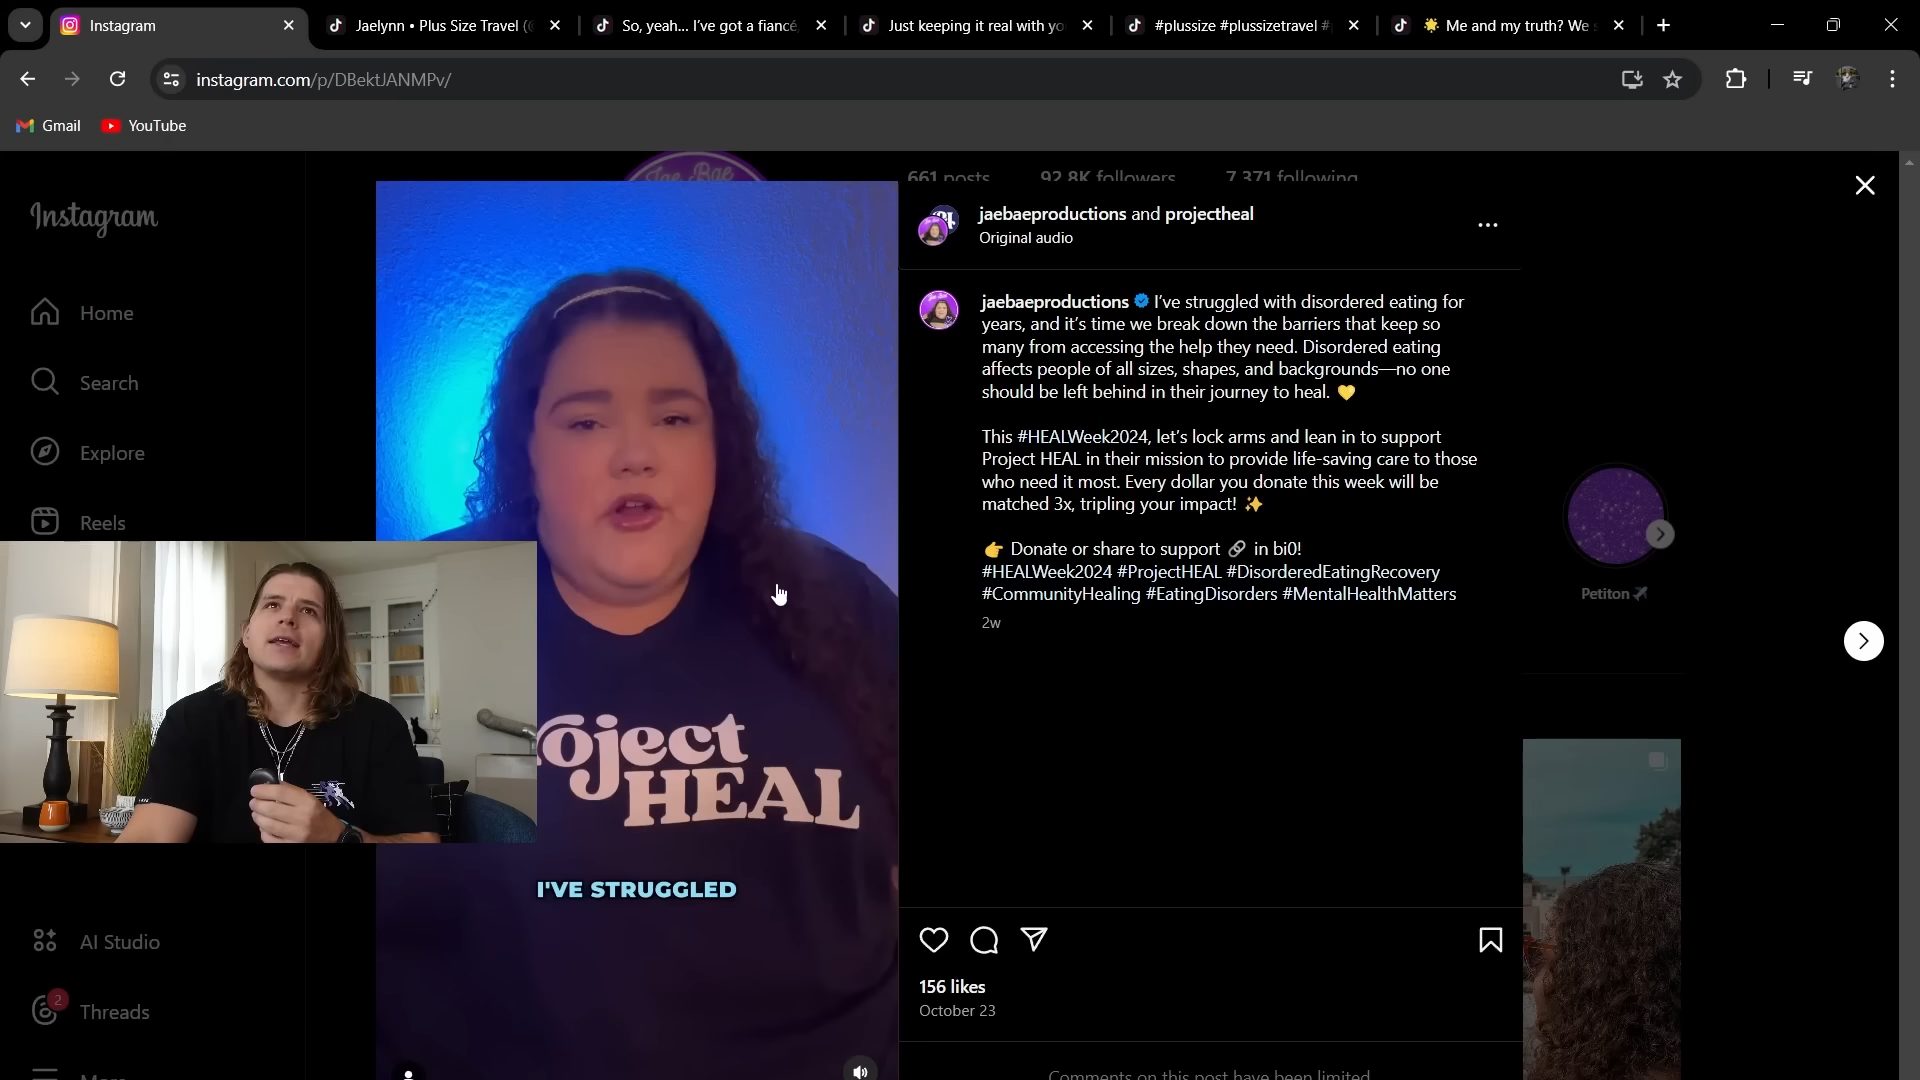 Instagram
Jaelynn • Plus Size Travel (
So, yeah... I've got a fiancé
Just keeping it real with yo
#plussize #plussizetravel #
🌟 Me and my truth? We s
instagram.com/p/DBektJANMPv/
Gmail
YouTube
Jae Bae
661 posts 92.8K followers 7,371 following
Instagram
jaebaeproductions and projectheal
Original audio
Home
Search
Explore
Reels
jaebaeproductions I've struggled with disordered eating for
years, and it's time we break down the barriers that keep so
many from accessing the help they need. Disordered eating
affects people of all sizes, shapes, and backgrounds—no one
should be left behind in their journey to heal. 💛
This #HEALWeek2024, let's lock arms and lean in to support
Project HEAL in their mission to provide life-saving care to those
who need it most. Every dollar you donate this week will be
matched 3x, tripling your impact! ✨
👉 Donate or share to support 🔗 in bi0!
#HEALWeek2024 #ProjectHEAL #DisorderedEatingRecovery
#CommunityHealing #EatingDisorders #MentalHealthMatters
2w
Petiton
oject
HEAL
I'VE STRUGGLED
AI Studio
2
Threads
More
156 likes
October 23
Comments on this post have been limited